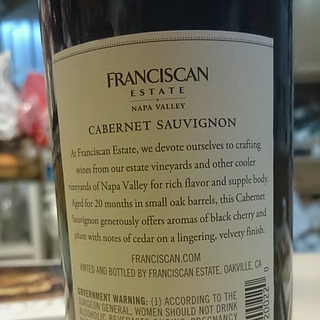 FRANCISCAN
ESTATE
NAPA VALLEY
CABERNET SAUVIGNON
At Franciscan Estate, we devote ourselves to crafting
wines from our estate vineyards and other cooler
vineyards of Napa Valley for rich flavor and supple body.
Aged for 20 months in small oak barrels, this Cabernet
Sauvignon generously offers aromas of black cherry and
plum with notes of cedar on a lingering, velvety finish.
FRANCISCAN.COM
VINTED AND BOTTLED BY FRANCISCAN ESTATE, OAKVILLE, CA
GOVERNMENT WARNING: (1) ACCORDING TO THE
SURGEON GENERAL, WOMEN SHOULD NOT DRINK
ALCOHOLIC BEVERAGES DURING PREGNANCY